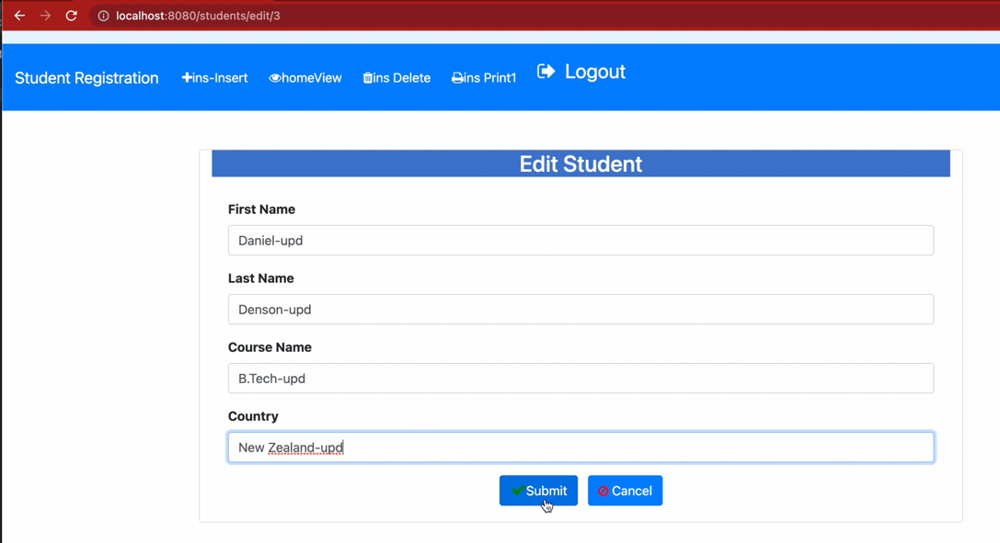 localhost:8080/students/edit/3
Student Registration ins-Insert homeView ins Delete ins Print1 Logout
Edit Student
First Name
Daniel-upd
Last Name
Denson-upd
Course Name
B.Tech-upd
Country
New Zealand-upd
Submit Cancel